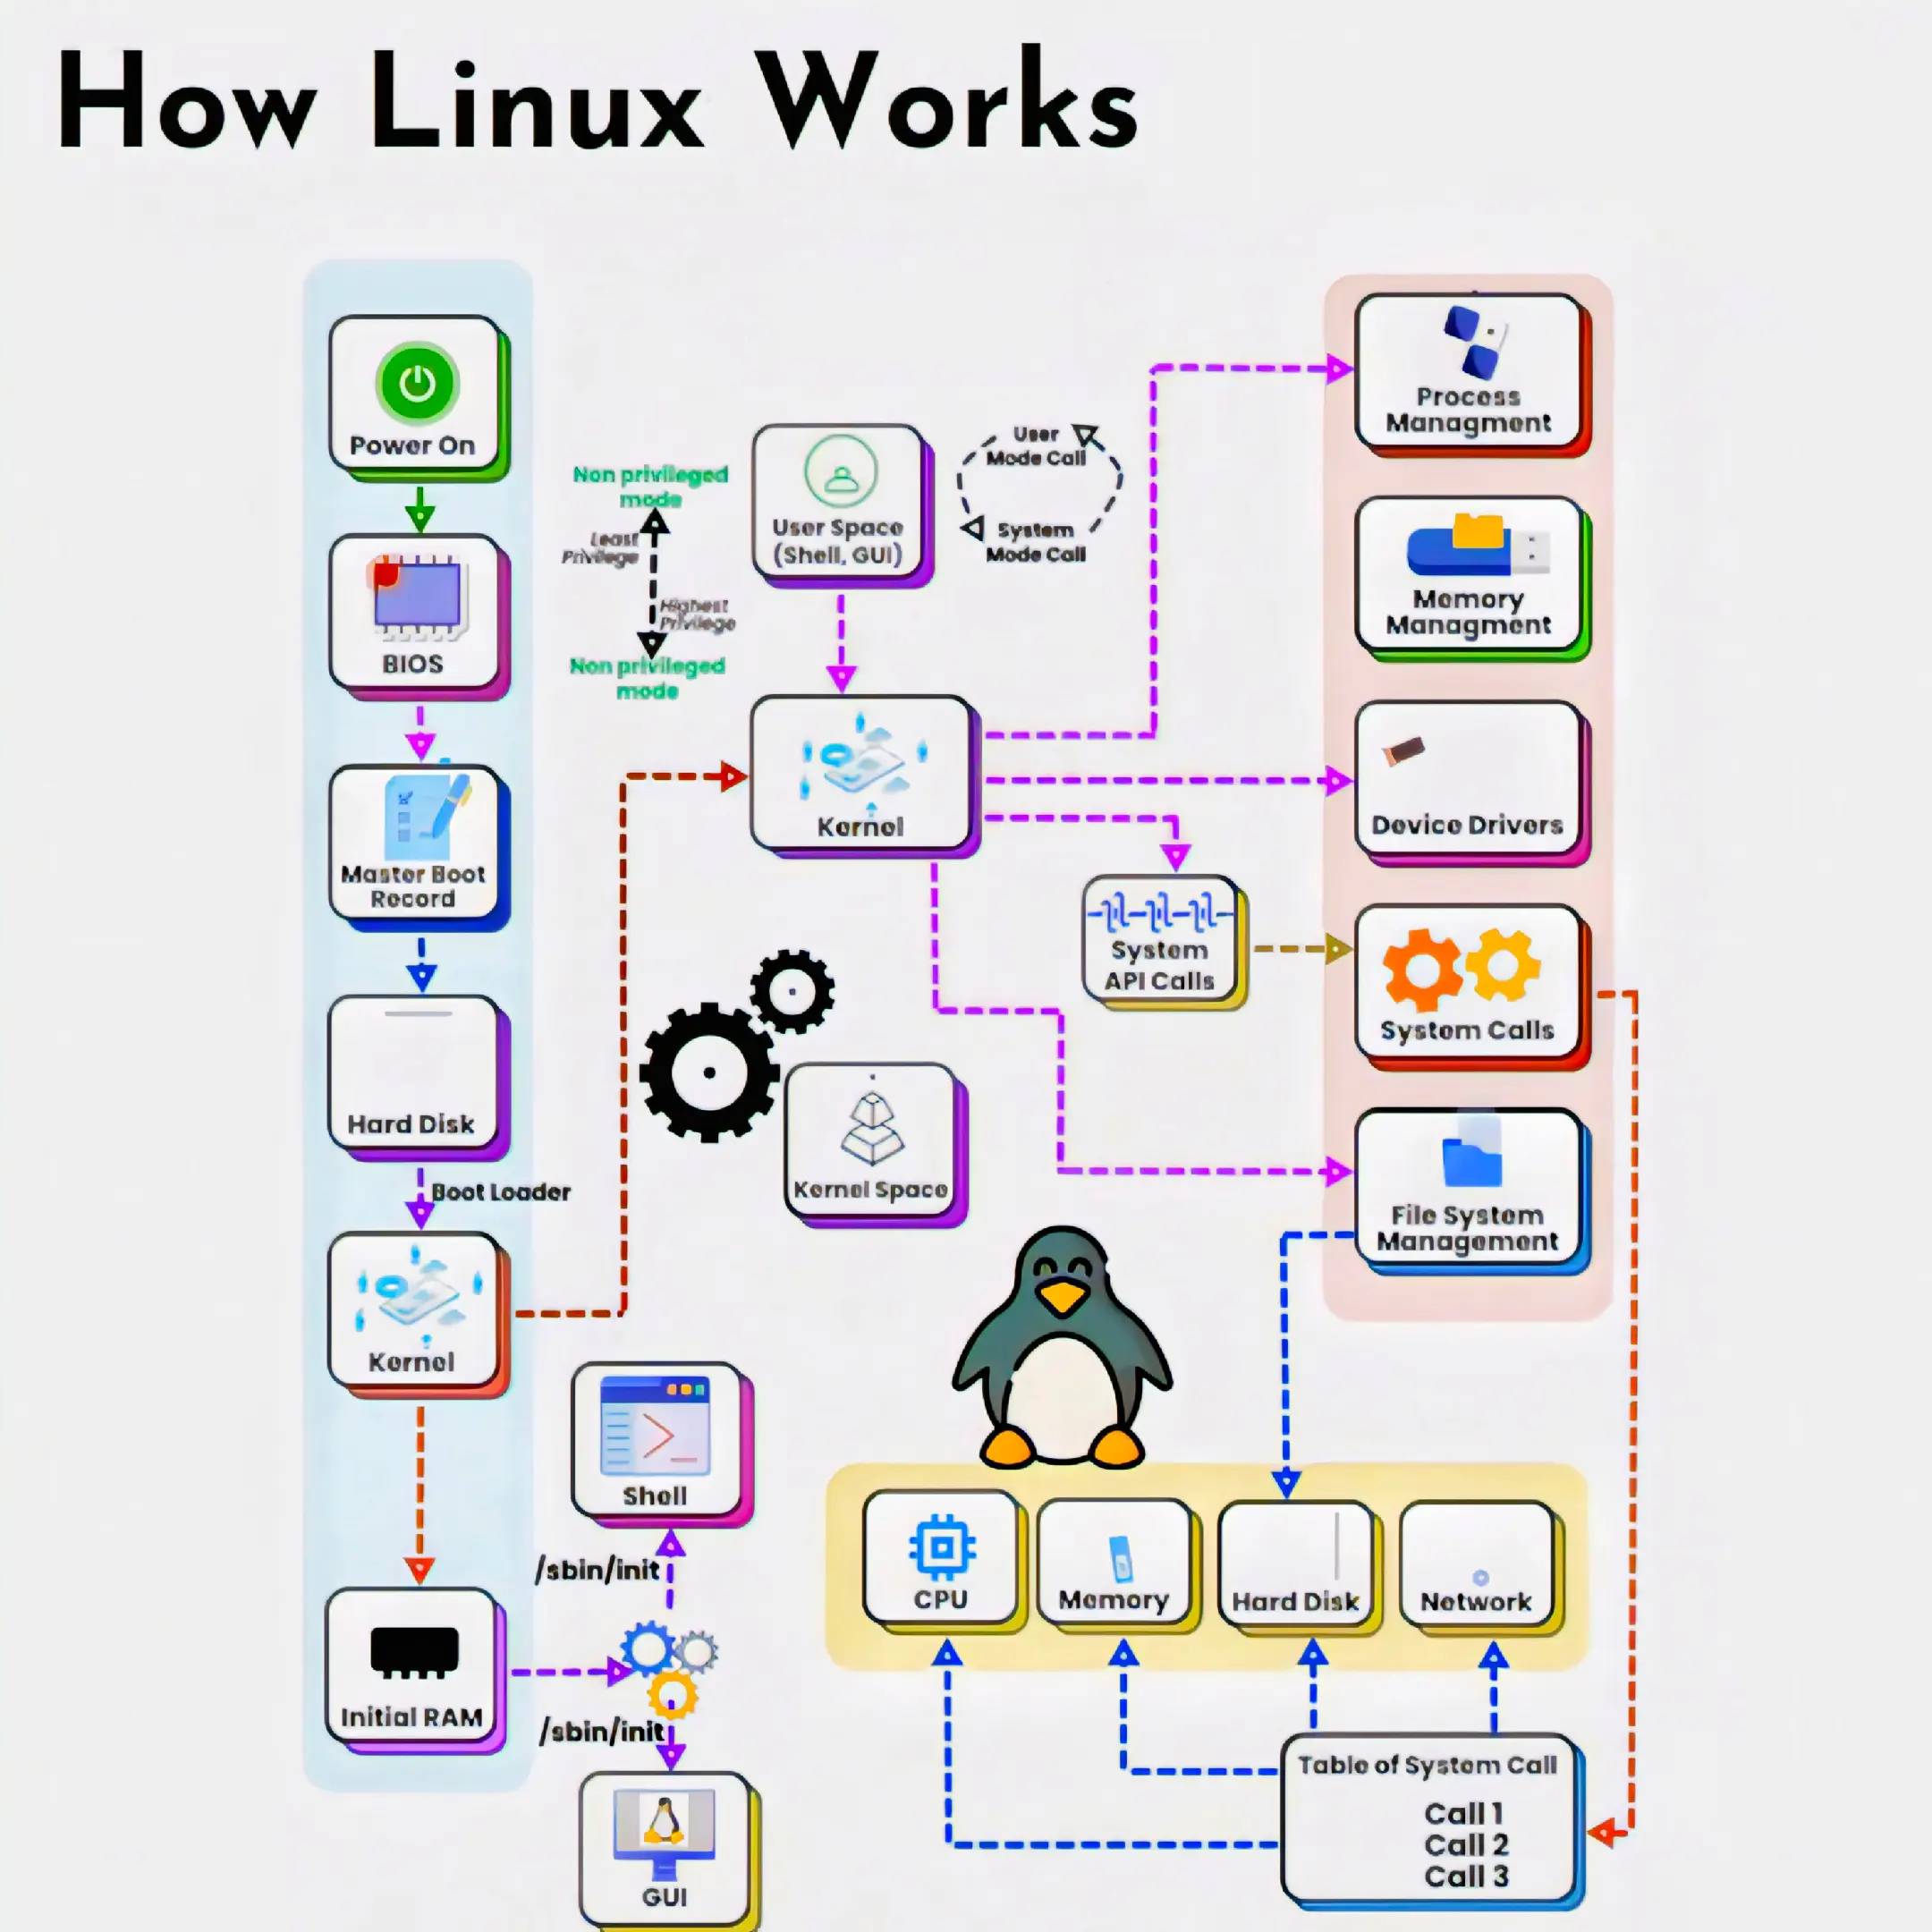 How Linux Works
Power On
BIOS
Master Boot
Record
Hard Disk
Boot Loader
Kernel
Initial RAM
Non privileged
mode
Least
Privilege
Highest
Privilege
Non privileged
mode
User Space
(Shell, GUI)
User
Mode Call
System
Mode Call
Kernel
System
API Calls
Kernel Space
Process
Managment
Memory
Managment
Device Drivers
System Calls
File System
Management
Shell
/sbin/init
/sbin/init
GUI
CPU
Memory
Hard Disk
Network
Table of System Call
Call 1
Call 2
Call 3